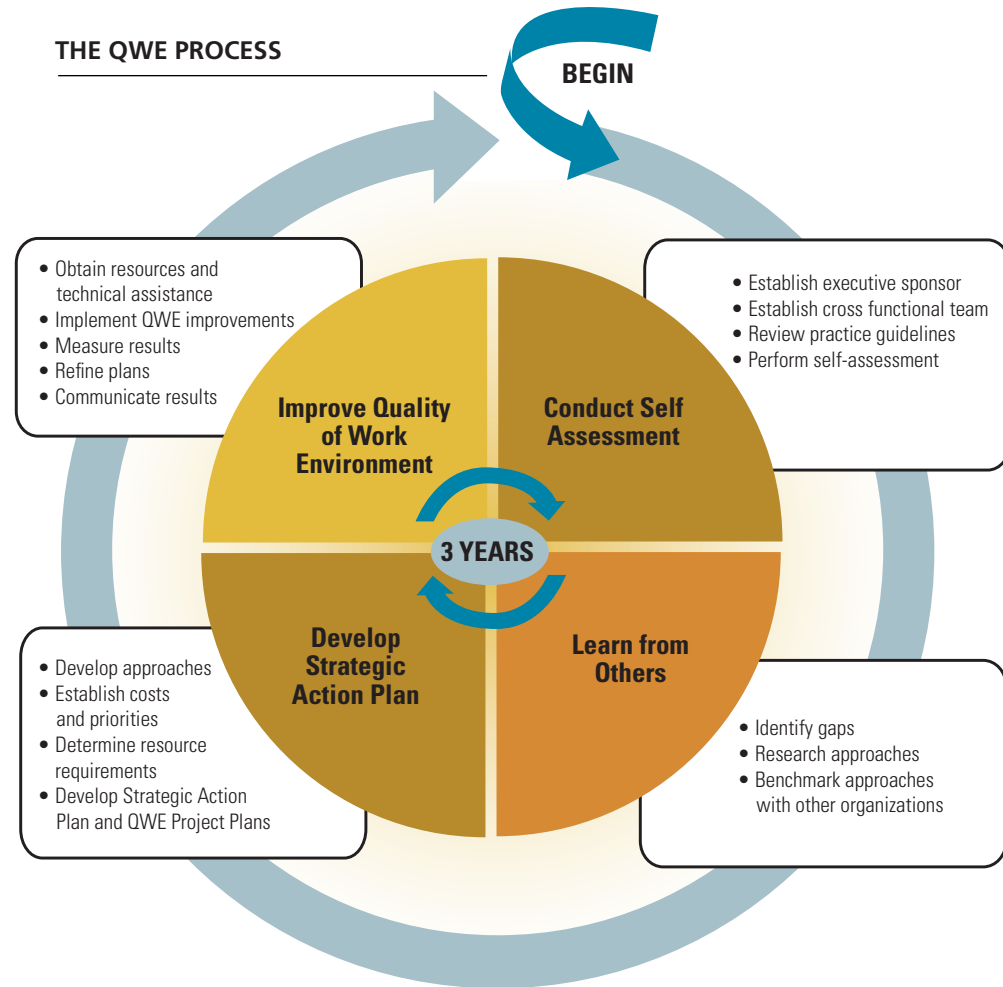 THE QWE PROCESS
BEGIN
• Establish executive sponsor
• Establish cross functional team
• Review practice guidelines
• Perform self-assessment
Conduct Self
Assessment
Learn from
Others
• Identify gaps
• Research approaches
• Benchmark approaches
with other organizations
Develop
Strategic
Action Plan
• Develop approaches
• Establish costs
and priorities
• Determine resource
requirements
• Develop Strategic Action
Plan and QWE Project Plans
Improve Quality
of Work
Environment
• Obtain resources and
technical assistance
• Implement QWE improvements
• Measure results
• Refine plans
• Communicate results
3 YEARS